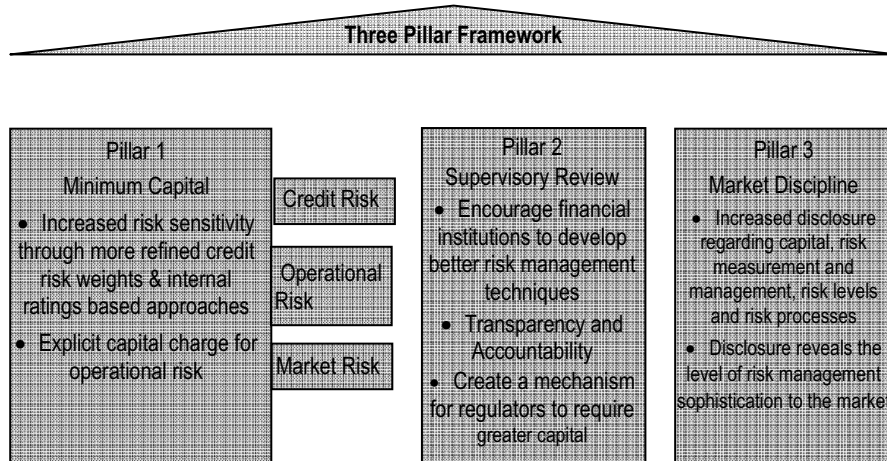 Three Pillar Framework
Pillar 1
Minimum Capital
• Increased risk sensitivity
through more refined credit
risk weights & internal
ratings based approaches
• Explicit capital charge for
operational risk
Credit Risk
Operational
Risk
Market Risk
Pillar 2
Supervisory Review
• Encourage financial
institutions to develop
better risk management
techniques
• Transparency and
Accountability
• Create a mechanism
for regulators to require
greater capital
Pillar 3
Market Discipline
• Increased disclosure
regarding capital, risk
measurement and
management, risk levels
and risk processes
• Disclosure reveals the
level of risk management
sophistication to the market